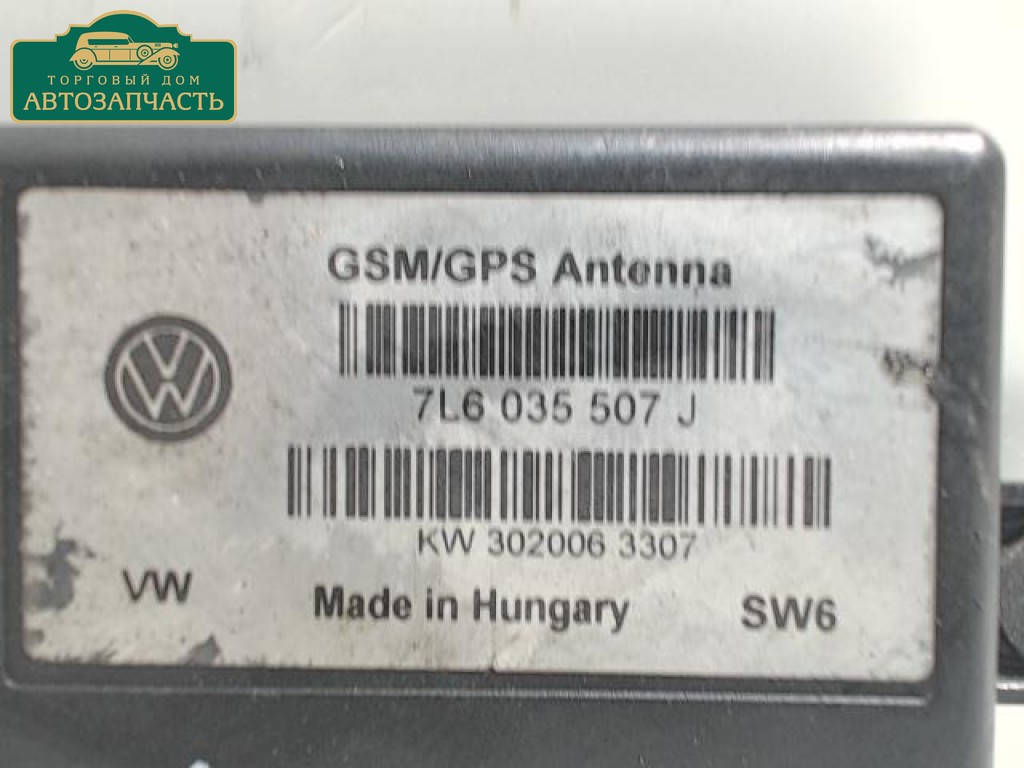 ТОРГОВЫЙ ДОМ
АВТОЗАПЧАСТЬ
GSM/GPS Antenna
7L6 035 507 J
KW 302006 3307
VW
Made in Hungary
SW6